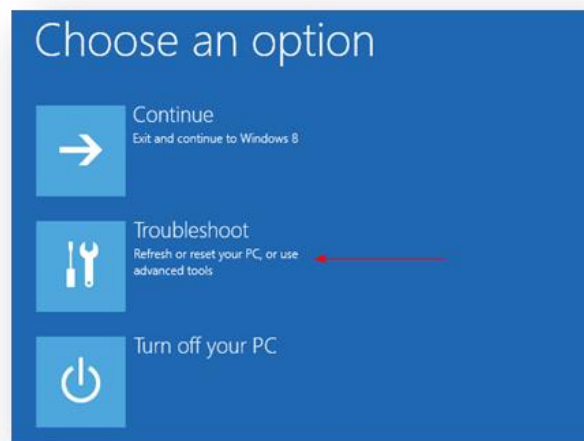 Choose an option
Continue
Exit and continue to Windows 8
Troubleshoot
Refresh or reset your PC, or use
advanced tools
Turn off your PC